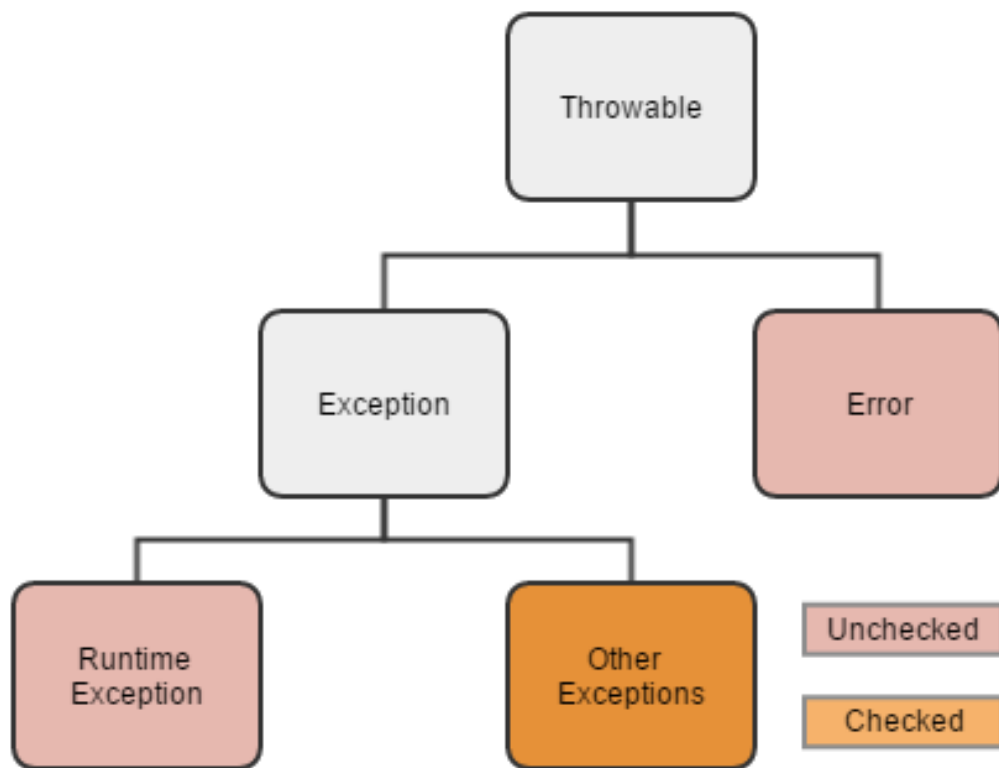 Throwable
Exception
Error
Runtime
Exception
Other
Exceptions
Unchecked
Checked